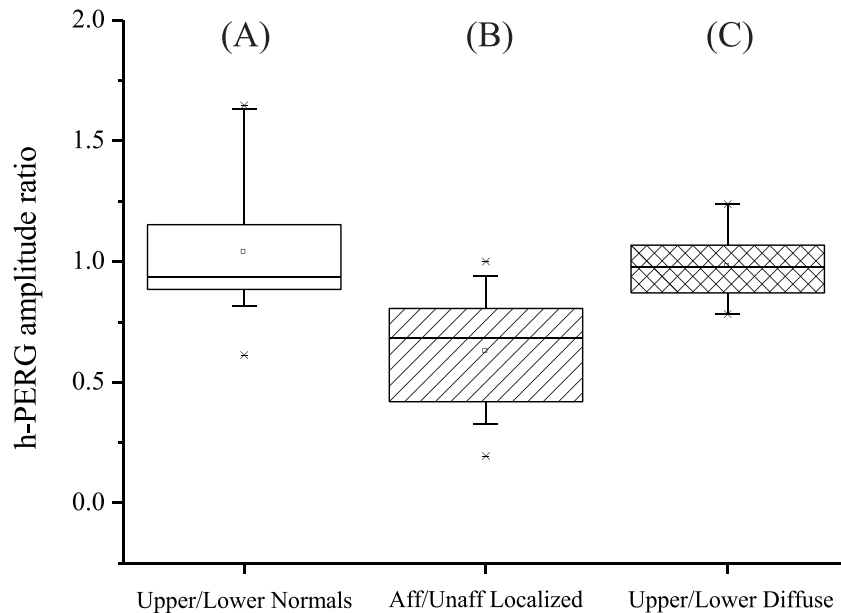 (A) (B) (C)
2.0
1.5
1.0
0.5
0.0
h-PERG amplitude ratio
Upper/Lower Normals Aff/Unaff Localized Upper/Lower Diffuse